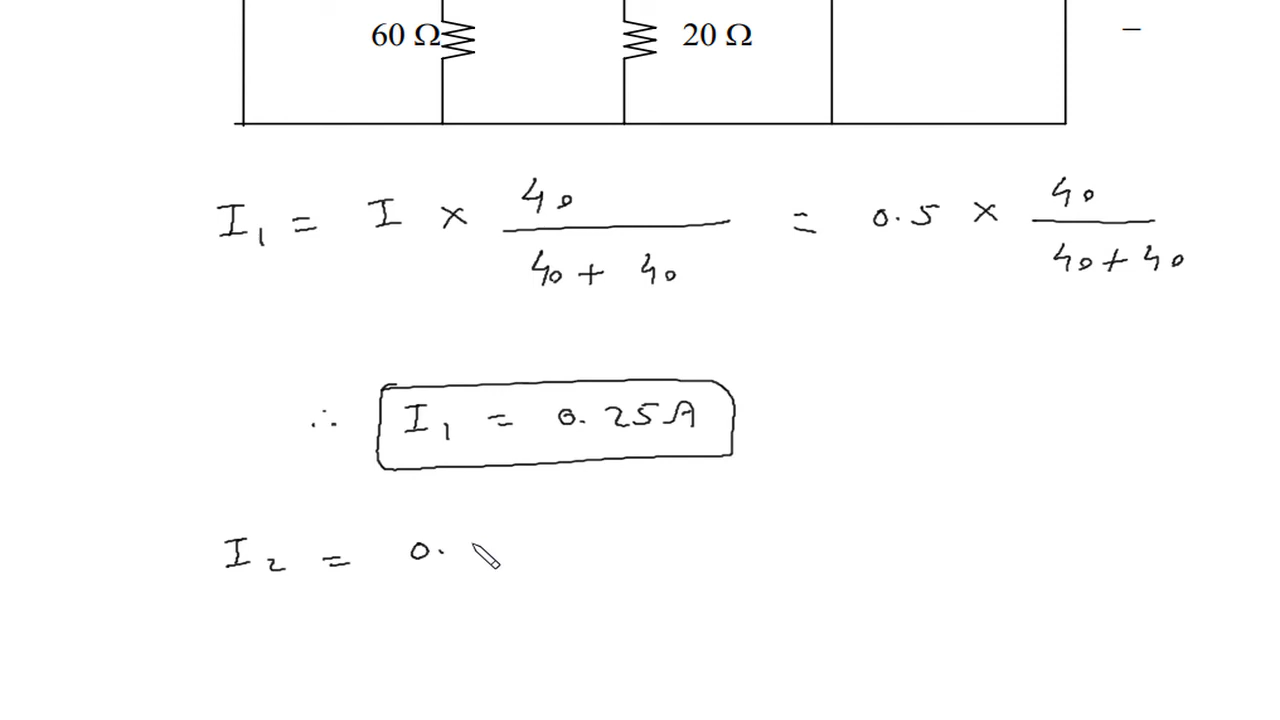 60 Ω 20 Ω –
I₁ = I × 40 / (40 + 40) = 0.5 × 40 / (40 + 40)
∴ I₁ = 0.25A
I₂ = 0.